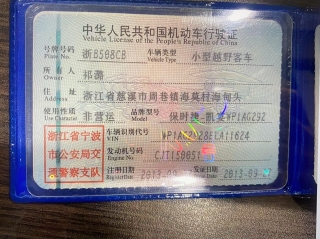 中华人民共和国机动车行驶证
Vehicle License of the People's Republic of China
号牌号码 浙B508CB 车辆类型 小型越野客车
Plate No. Vehicle Type
所有人 祁潞
Owner
住址 浙江省慈溪市周巷镇海莫村海甸头
Address
使用性质 非营运 品牌型号 保时捷-凯宴WP1AG292
Use Character Model
浙江省宁波 车辆识别代号
VIN
市公安局交 发动机号码
Engine No.
通警察支队 注册日期 2013-09 发证日期 2013-09
Register Date Issue Date